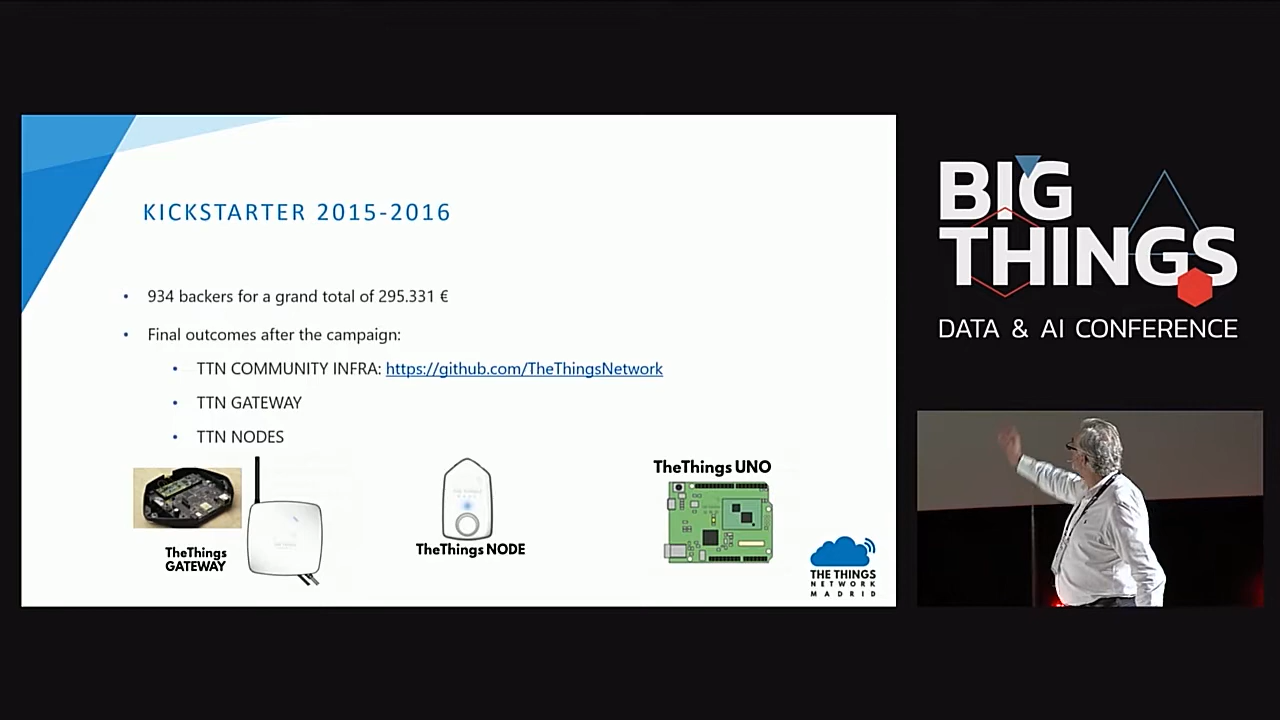 KICKSTARTER 2015-2016
• 934 backers for a grand total of 295.331 €
• Final outcomes after the campaign:
• TTN COMMUNITY INFRA: https://github.com/TheThingsNetwork
• TTN GATEWAY
• TTN NODES
TheThings
GATEWAY
TheThings NODE
TheThings UNO
THE THINGS
NETWORK
MADRID
BIG
THINGS
DATA & AI CONFERENCE